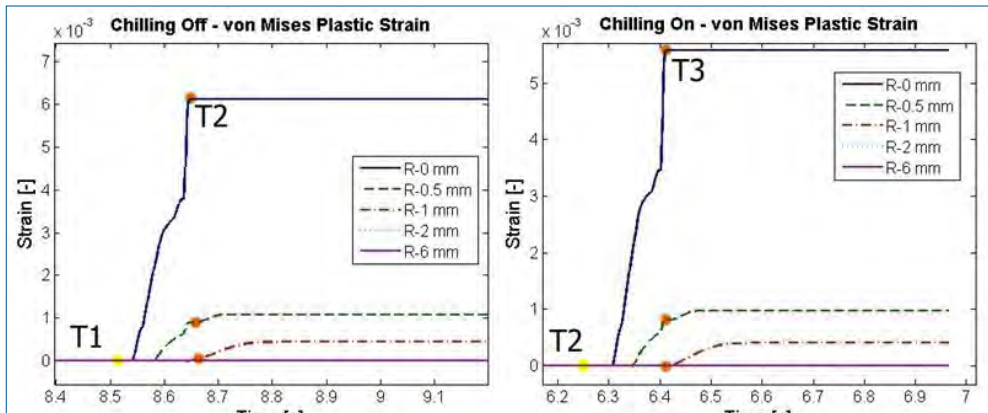 Chilling Off - von Mises Plastic Strain
x 10⁻³
7
6
5
4
3
2
1
0
Strain [-]
T1
T2
R-0 mm
R-0.5 mm
R-1 mm
R-2 mm
R-6 mm
8.4 8.5 8.6 8.7 8.8 8.9 9 9.1
Chilling On - von Mises Plastic Strain
x 10⁻³
5
4
3
2
1
0
Strain [-]
T2
T3
R-0 mm
R-0.5 mm
R-1 mm
R-2 mm
R-6 mm
6.2 6.3 6.4 6.5 6.6 6.7 6.8 6.9 7